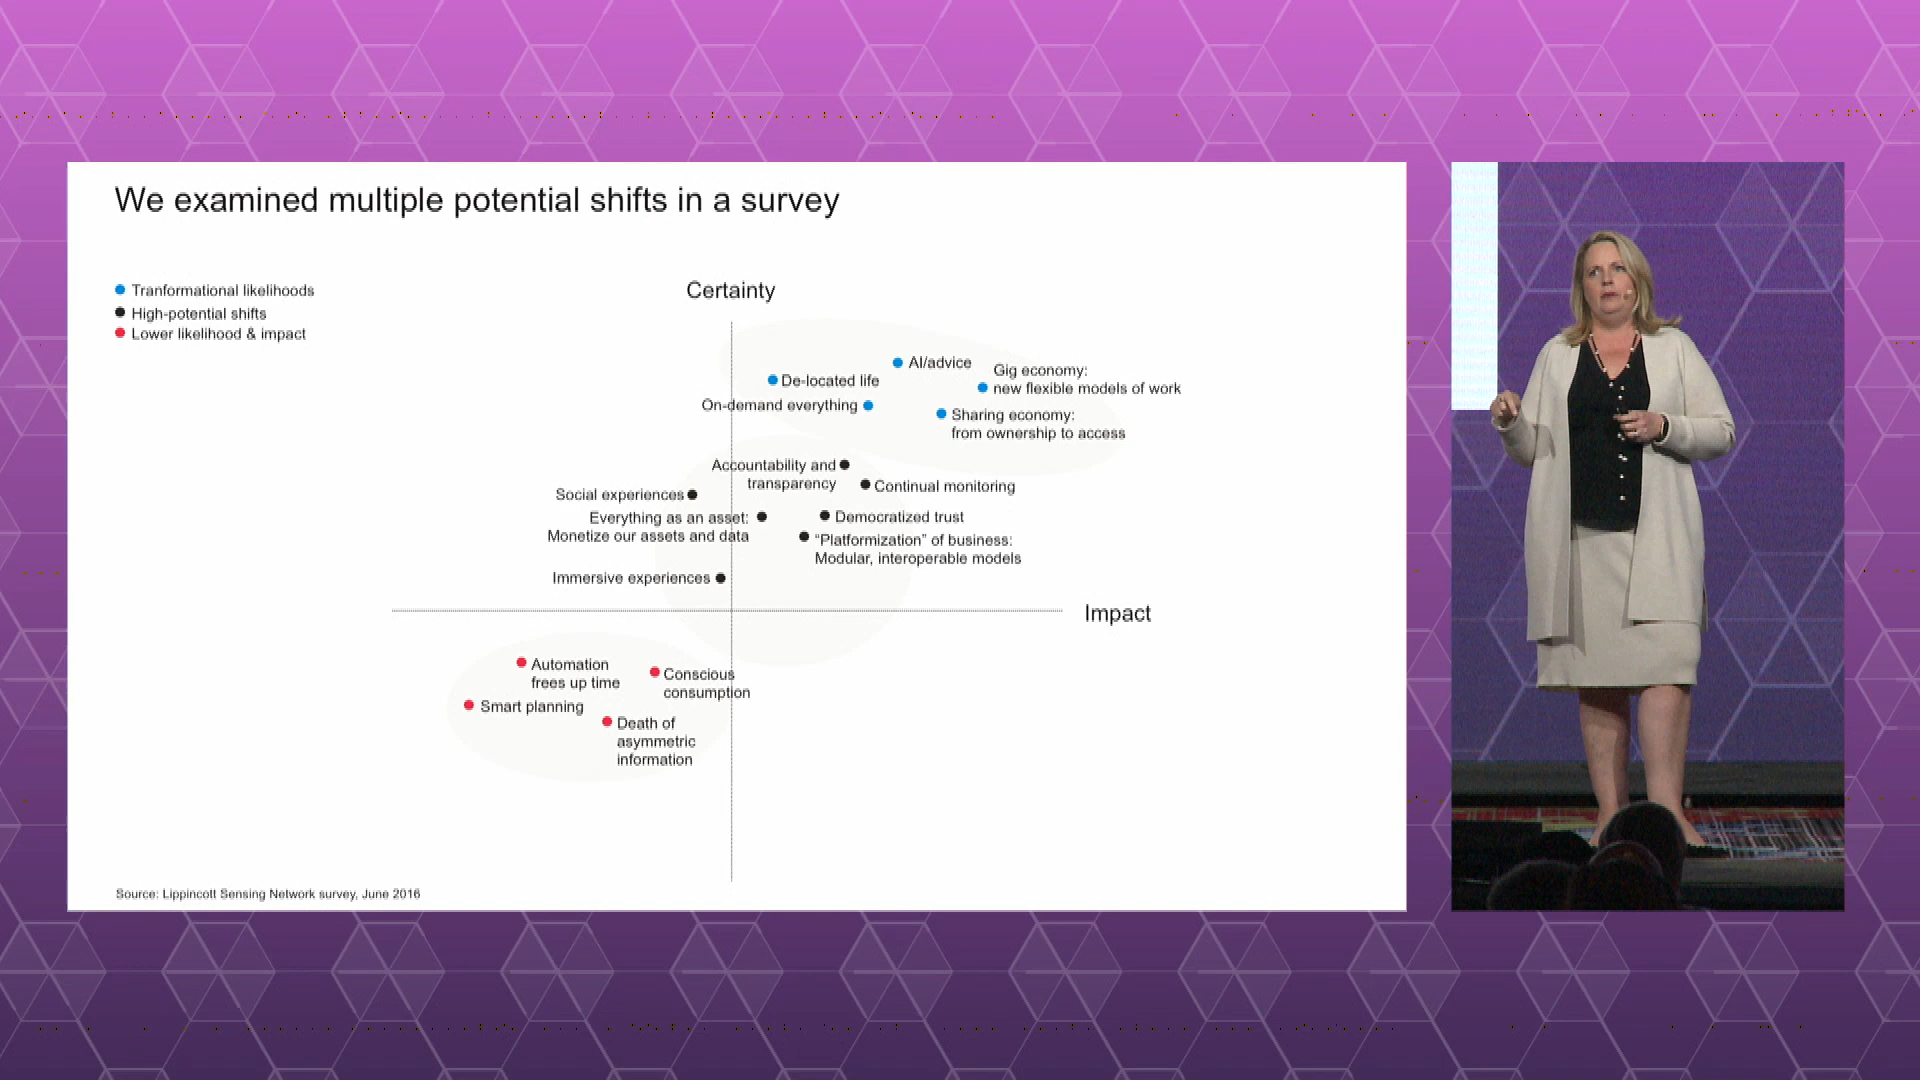 We examined multiple potential shifts in a survey
Tranformational likelihoods
High-potential shifts
Lower likelihood & impact
Certainty
AI/advice
De-located life
Gig economy:
new flexible models of work
On-demand everything
Sharing economy:
from ownership to access
Accountability and
transparency
Continual monitoring
Social experiences
Everything as an asset:
Monetize our assets and data
Democratized trust
“Platformization” of business:
Modular, interoperable models
Immersive experiences
Impact
Automation
frees up time
Conscious
consumption
Smart planning
Death of
asymmetric
information
Source: Lippincott Sensing Network survey, June 2016